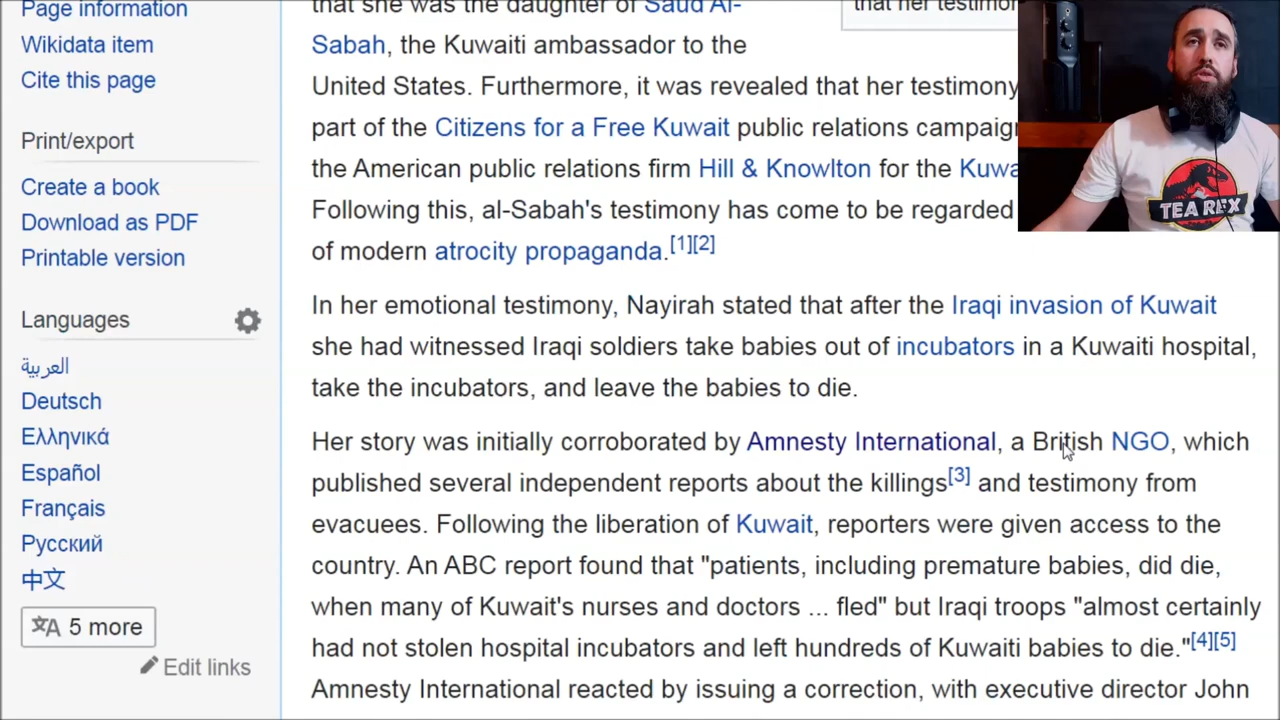 Page information
Wikidata item
Cite this page
Print/export
Create a book
Download as PDF
Printable version
Languages
العربية
Deutsch
Ελληνικά
Español
Français
Русский
中文
5 more
Edit links
that she was the daughter of Saud Al-
Sabah, the Kuwaiti ambassador to the
United States. Furthermore, it was revealed that her testimony
part of the Citizens for a Free Kuwait public relations campaign
the American public relations firm Hill & Knowlton for the Kuwa
Following this, al-Sabah's testimony has come to be regarded
of modern atrocity propaganda.[1][2]
In her emotional testimony, Nayirah stated that after the Iraqi invasion of Kuwait
she had witnessed Iraqi soldiers take babies out of incubators in a Kuwaiti hospital,
take the incubators, and leave the babies to die.
Her story was initially corroborated by Amnesty International, a British NGO, which
published several independent reports about the killings[3] and testimony from
evacuees. Following the liberation of Kuwait, reporters were given access to the
country. An ABC report found that "patients, including premature babies, did die,
when many of Kuwait's nurses and doctors ... fled" but Iraqi troops "almost certainly
had not stolen hospital incubators and left hundreds of Kuwaiti babies to die."[4][5]
Amnesty International reacted by issuing a correction, with executive director John
that her testimon
TEA REX